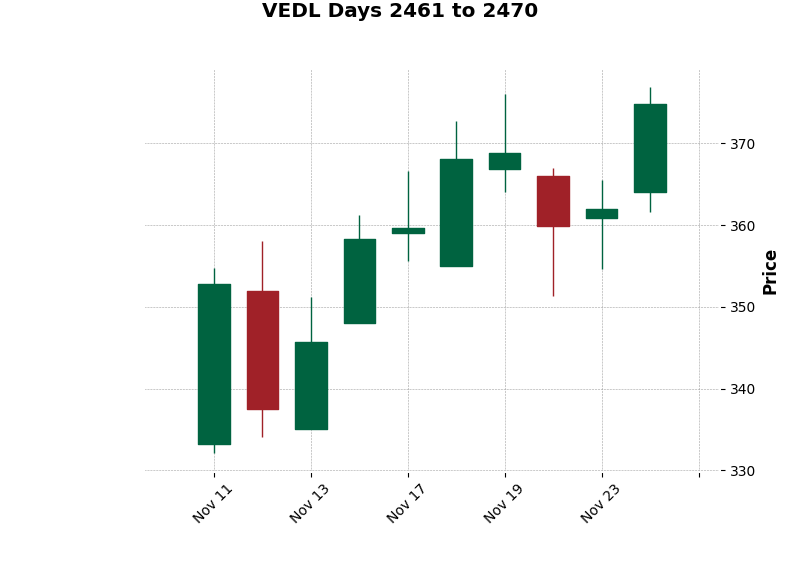 VEDL Days 2461 to 2470
370
360
350
340
330
Price
Nov 11
Nov 13
Nov 17
Nov 19
Nov 23